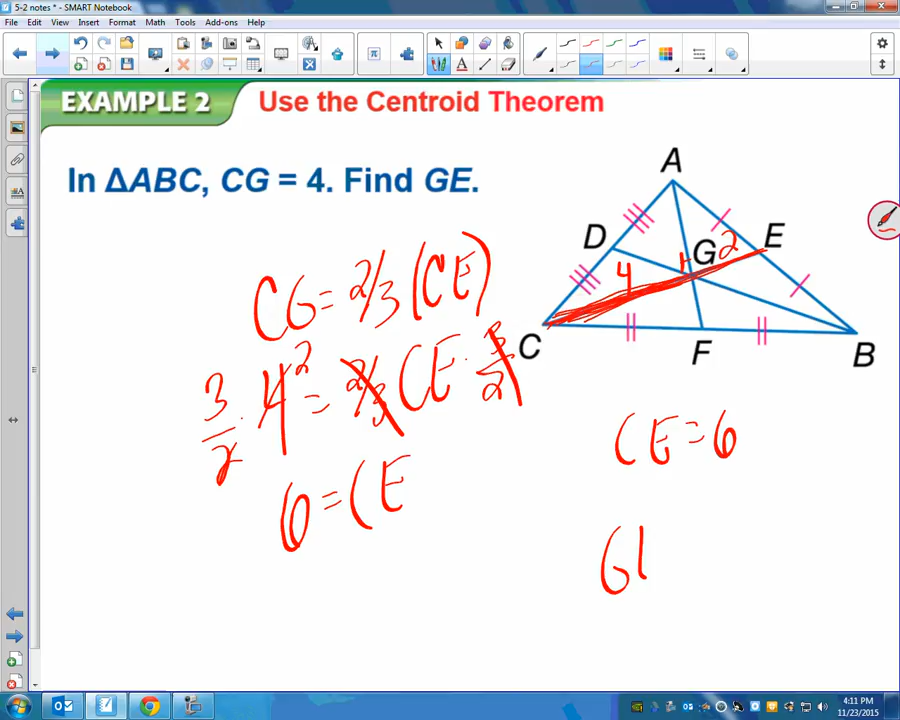 5-2 notes * - SMART Notebook
File Edit View Insert Format Math Tools Add-ons Help
EXAMPLE 2 Use the Centroid Theorem
In ΔABC, CG = 4. Find GE.
A
D
G
2
E
4
C
F
B
CG = 2/3 (CE)
3/2 · 4 2 = 2/3 CE · 3/2
CE = 6
6 = CE
4:11 PM
11/23/2015